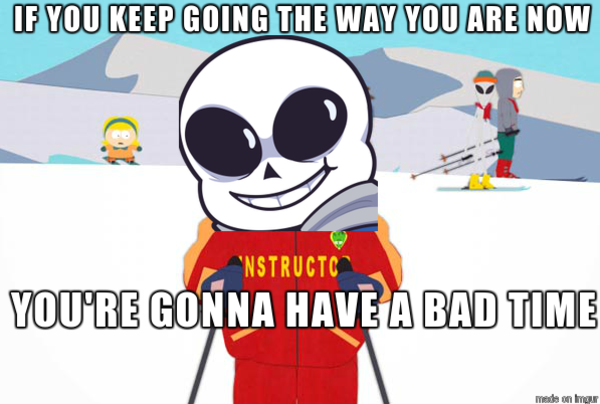 IF YOU KEEP GOING THE WAY YOU ARE NOW
INSTRUCTO
YOU'RE GONNA HAVE A BAD TIME
made on imgur